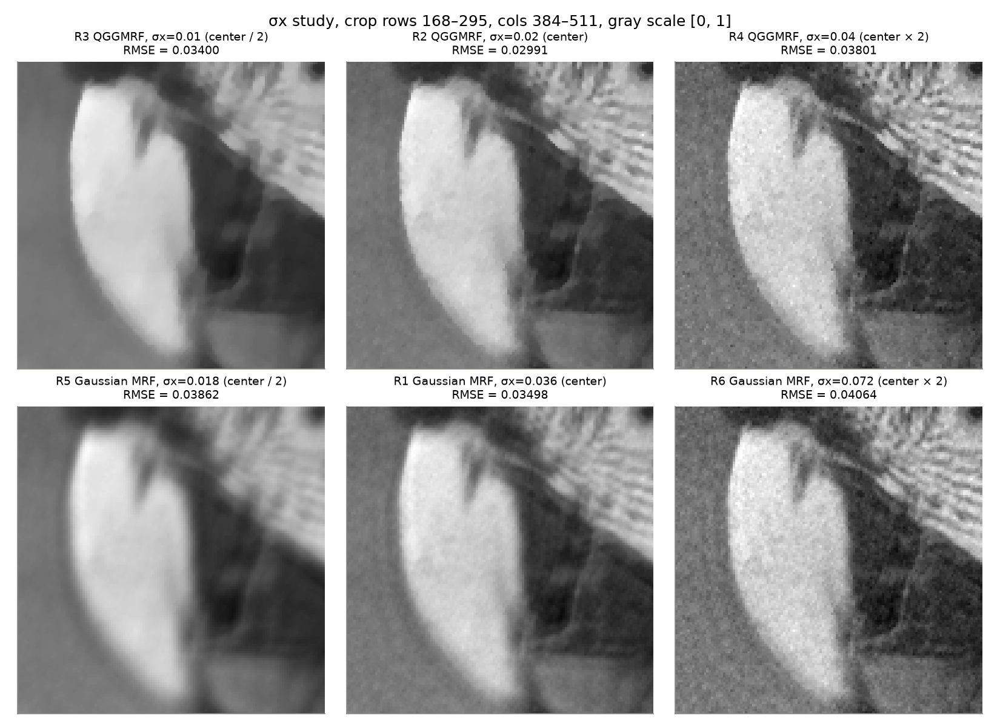 σx study, crop rows 168–295, cols 384–511, gray scale [0, 1]
R3 QGGMRF, σx=0.01 (center / 2)
RMSE = 0.03400
R2 QGGMRF, σx=0.02 (center)
RMSE = 0.02991
R4 QGGMRF, σx=0.04 (center × 2)
RMSE = 0.03801
R5 Gaussian MRF, σx=0.018 (center / 2)
RMSE = 0.03862
R1 Gaussian MRF, σx=0.036 (center)
RMSE = 0.03498
R6 Gaussian MRF, σx=0.072 (center × 2)
RMSE = 0.04064